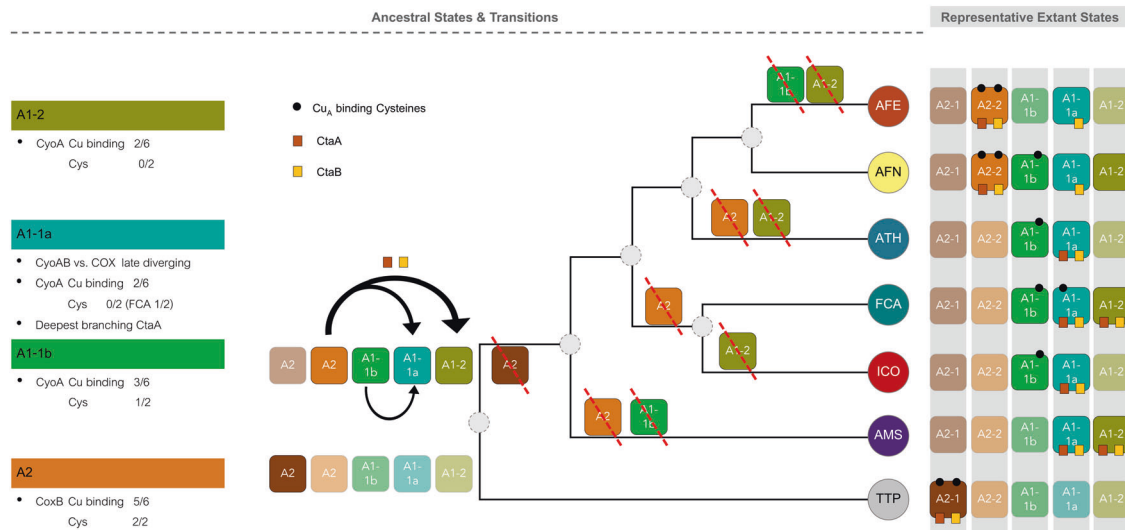 Ancestral States & Transitions
Representative Extant States
A1-2
• CyoA Cu binding 2/6
Cys 0/2
A1-1a
• CyoAB vs. COX late diverging
• CyoA Cu binding 2/6
Cys 0/2 (FCA 1/2)
• Deepest branching CtaA
A1-1b
• CyoA Cu binding 3/6
Cys 1/2
A2
• CoxB Cu binding 5/6
Cys 2/2
CuA binding Cysteines
CtaA
CtaB
A2 A2 A1-
1b A1-
1a A1-2
A2 A2 A1-
1b A1-
1a A1-2
A2
A1-
1b A1-2
A2 A1-2
A2
A1-2
A2 A1-
1b
AFE
AFN
ATH
FCA
ICO
AMS
TTP
A2-1 A2-2 A1-
1b A1-
1a A1-2
A2-1 A2-2 A1-
1b A1-
1a A1-2
A2-1 A2-2 A1-
1b A1-
1a A1-2
A2-1 A2-2 A1-
1b A1-
1a A1-2
A2-1 A2-2 A1-
1b A1-
1a A1-2
A2-1 A2-2 A1-
1b A1-
1a A1-2
A2-1 A2-2 A1-
1b A1-
1a A1-2